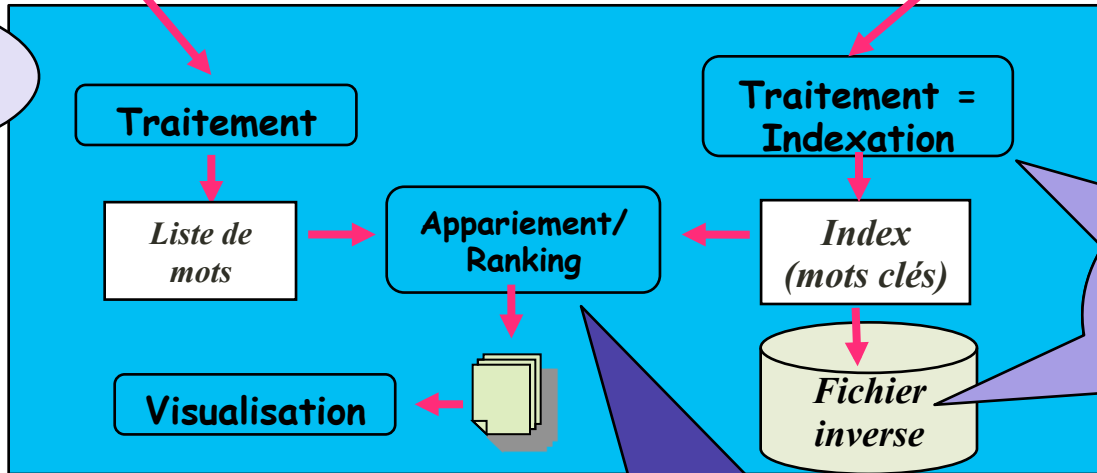 Traitement
Traitement =
Indexation
Liste de
mots
Appariement/
Ranking
Index
(mots clés)
Visualisation
Fichier
inverse